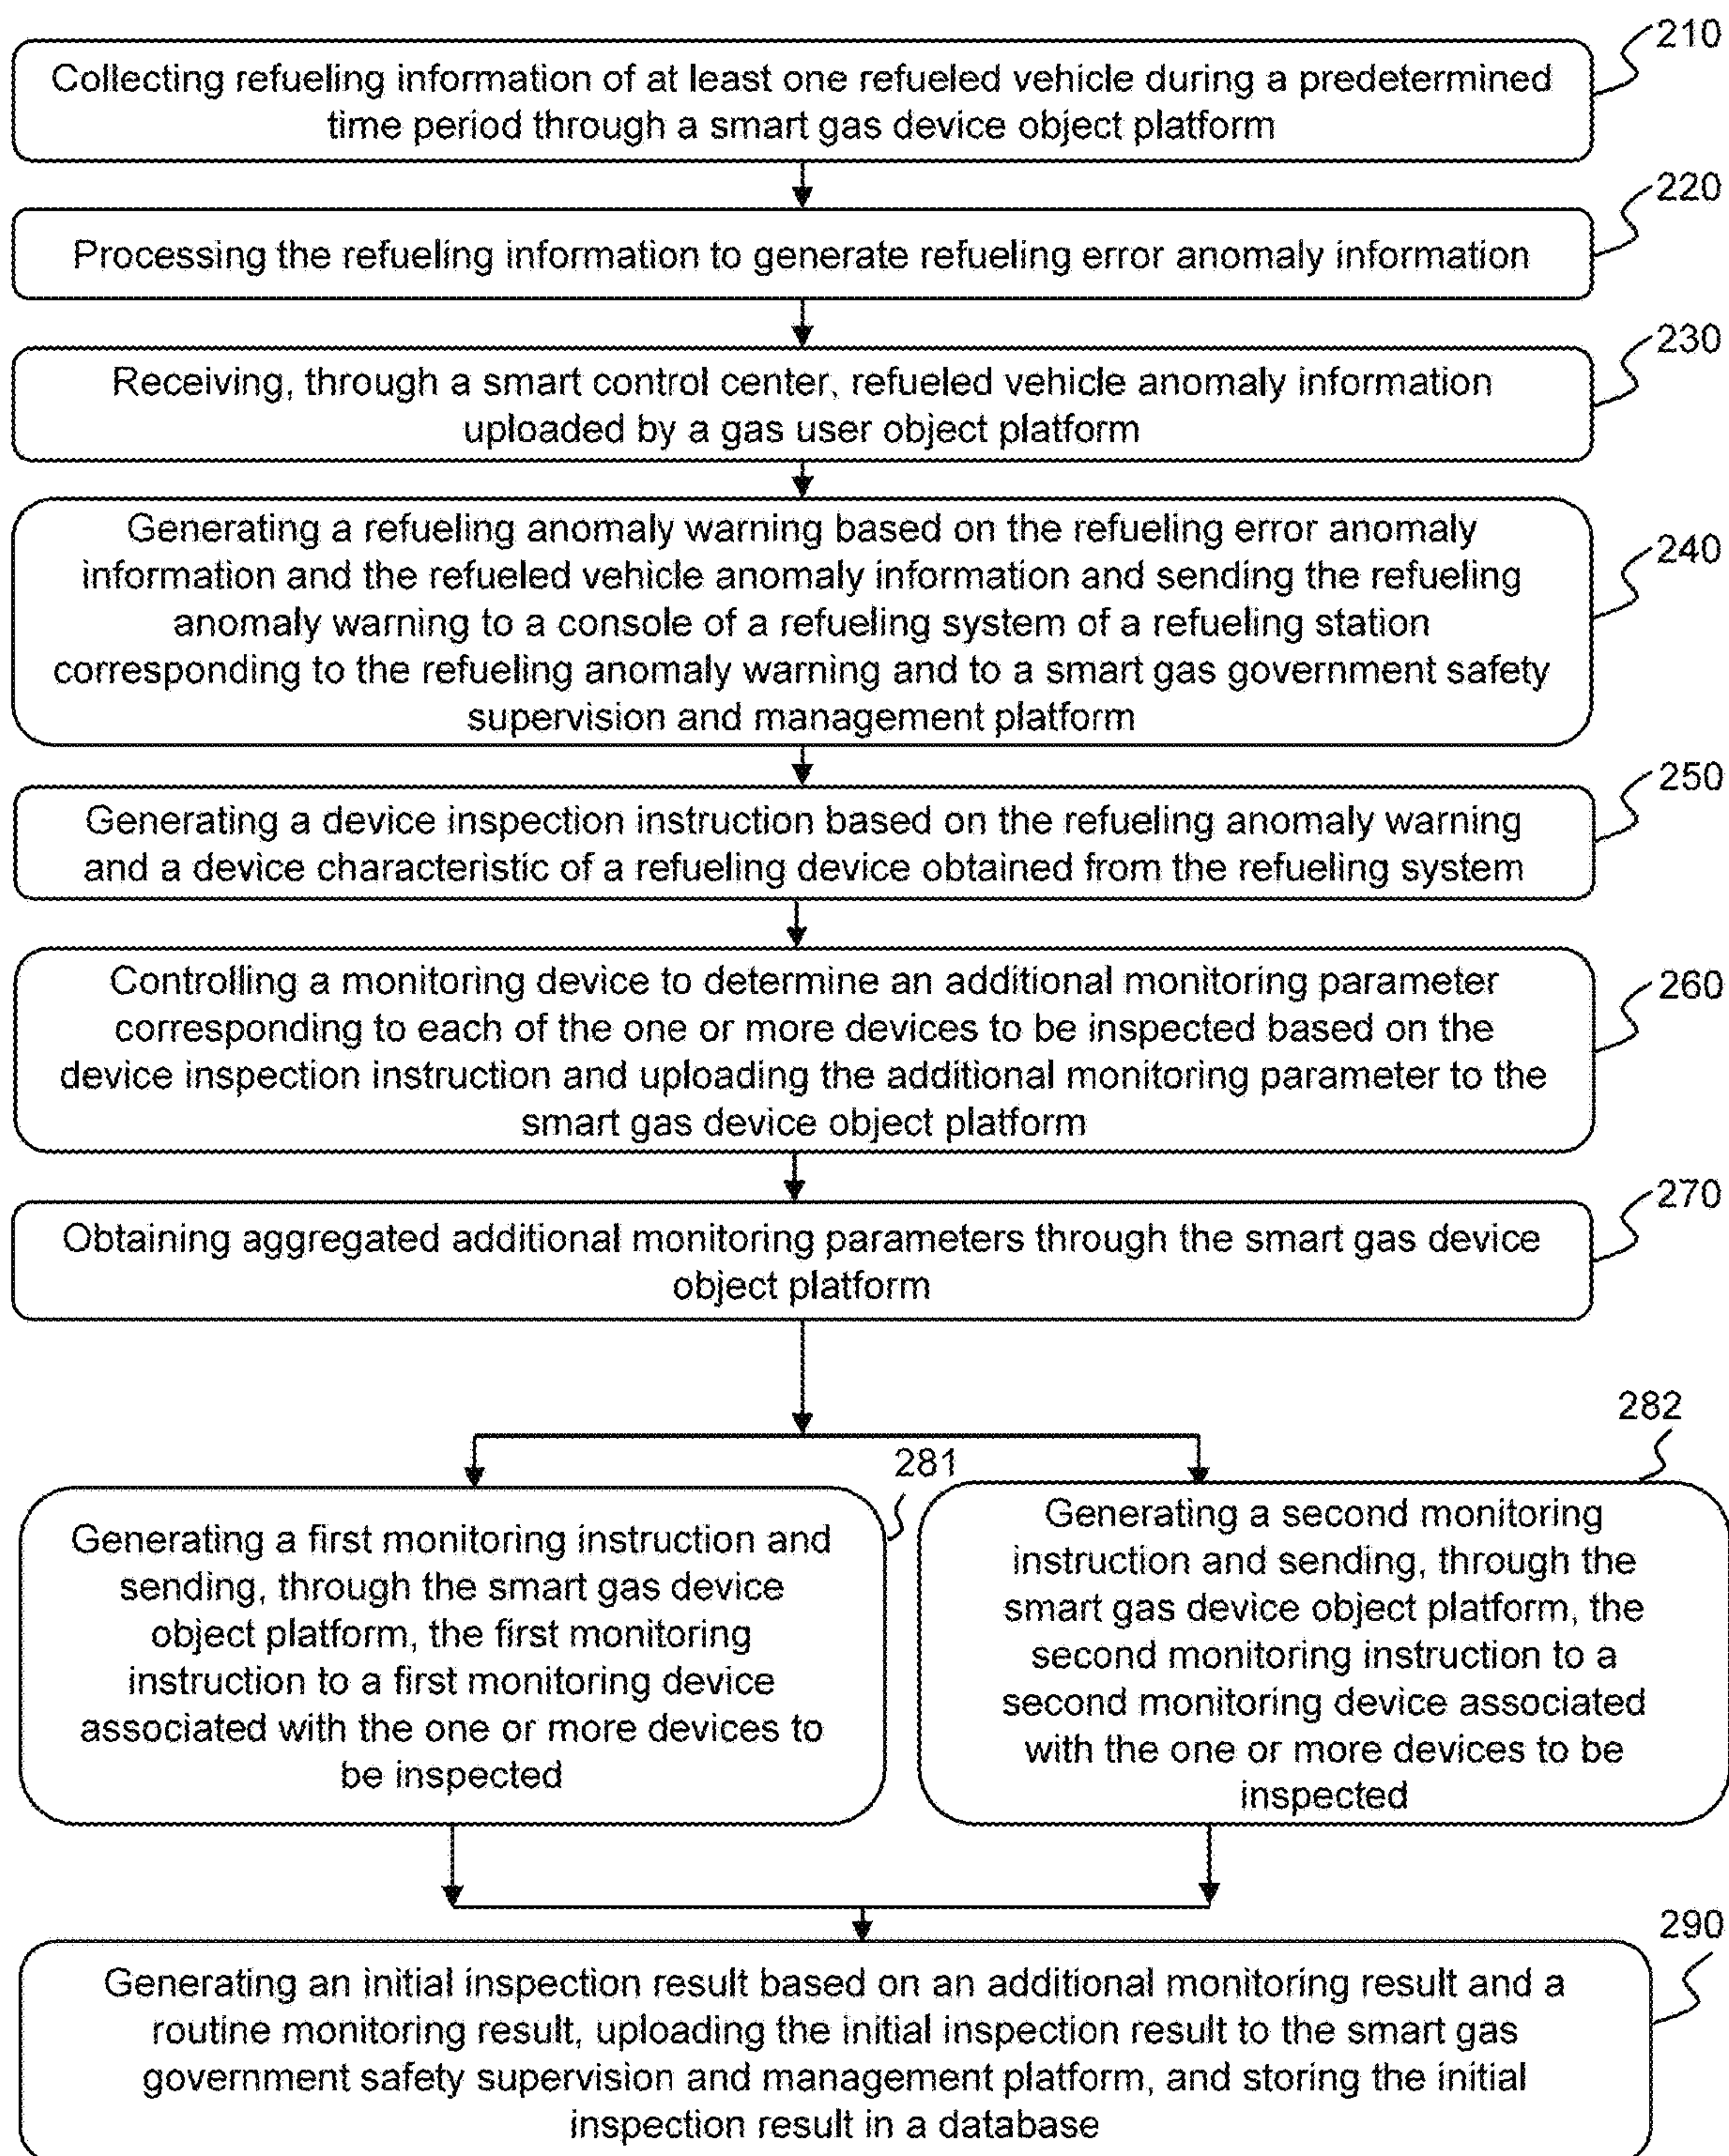 210
Collecting refueling information of at least one refueled vehicle during a predetermined
time period through a smart gas device object platform
220
Processing the refueling information to generate refueling error anomaly information
230
Receiving, through a smart control center, refueled vehicle anomaly information
uploaded by a gas user object platform
240
Generating a refueling anomaly warning based on the refueling error anomaly
information and the refueled vehicle anomaly information and sending the refueling
anomaly warning to a console of a refueling system of a refueling station
corresponding to the refueling anomaly warning and to a smart gas government safety
supervision and management platform
250
Generating a device inspection instruction based on the refueling anomaly warning
and a device characteristic of a refueling device obtained from the refueling system
260
Controlling a monitoring device to determine an additional monitoring parameter
corresponding to each of the one or more devices to be inspected based on the
device inspection instruction and uploading the additional monitoring parameter to the
smart gas device object platform
270
Obtaining aggregated additional monitoring parameters through the smart gas device
object platform
281
Generating a first monitoring instruction and
sending, through the smart gas device
object platform, the first monitoring
instruction to a first monitoring device
associated with the one or more devices to
be inspected
282
Generating a second monitoring
instruction and sending, through the
smart gas device object platform, the
second monitoring instruction to a
second monitoring device associated
with the one or more devices to be
inspected
290
Generating an initial inspection result based on an additional monitoring result and a
routine monitoring result, uploading the initial inspection result to the smart gas
government safety supervision and management platform, and storing the initial
inspection result in a database